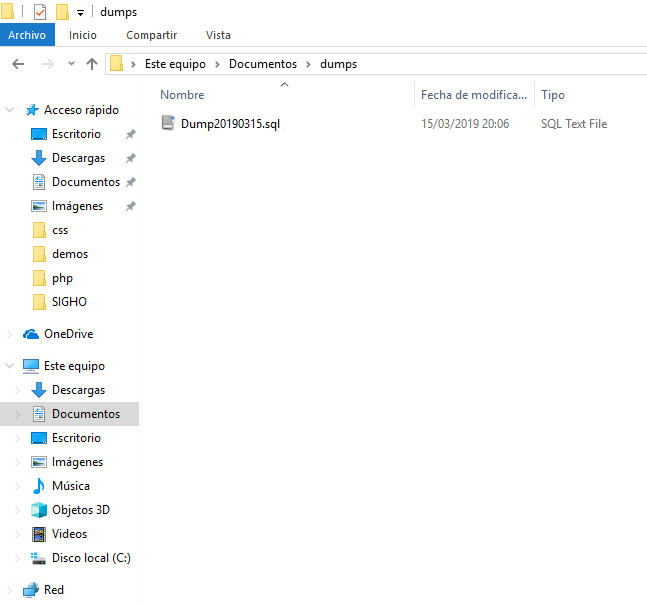 dumps
Archivo Inicio Compartir Vista
Este equipo Documentos dumps
Nombre Fecha de modifica... Tipo
Dump20190315.sql 15/03/2019 20:06 SQL Text File
Acceso rápido
Escritorio
Descargas
Documentos
Imágenes
css
demos
php
SIGHO
OneDrive
Este equipo
Descargas
Documentos
Escritorio
Imágenes
Música
Objetos 3D
Videos
Disco local (C:)
Red